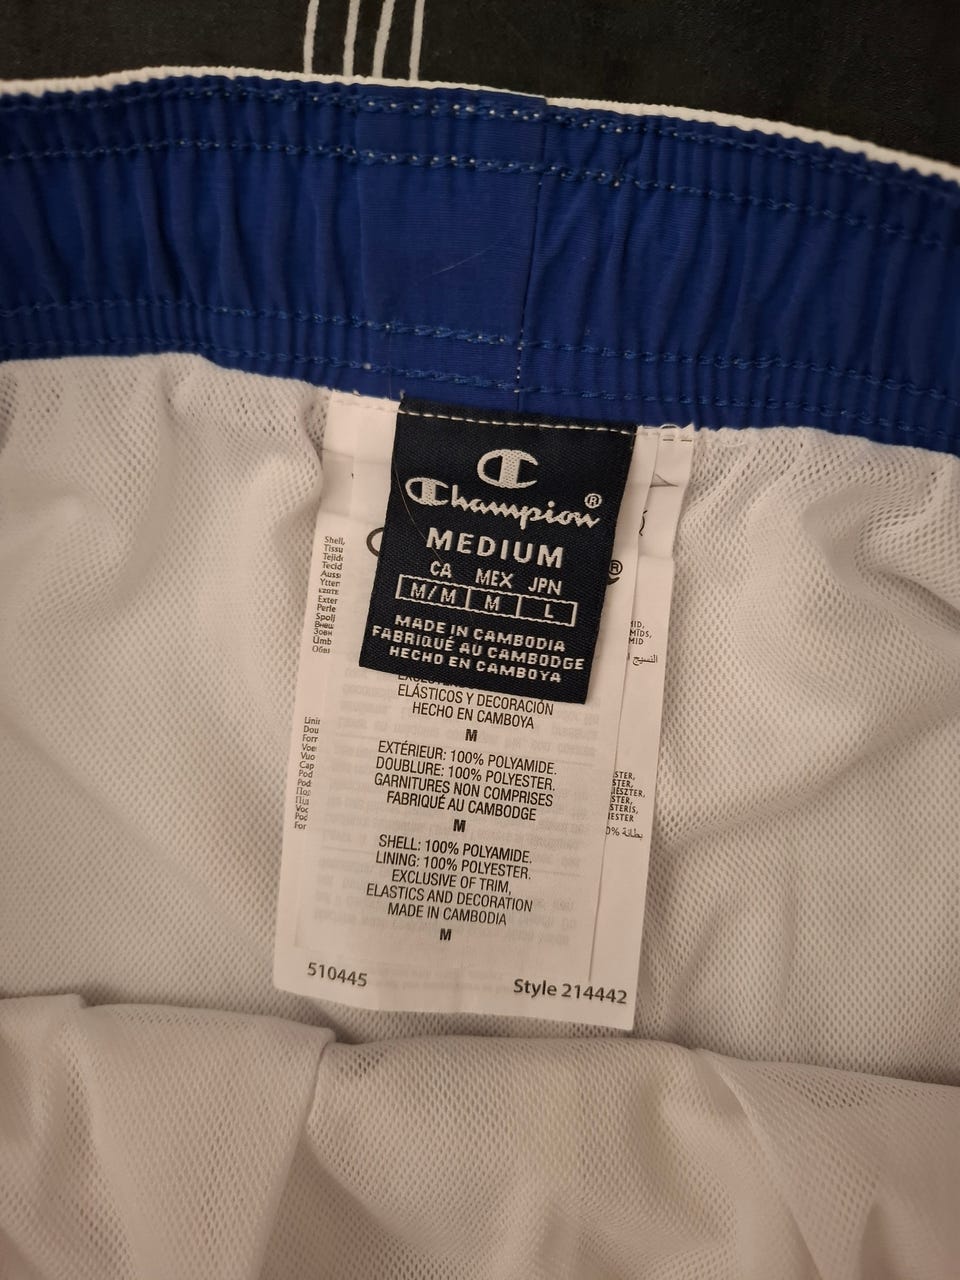 Champion®
MEDIUM
CA MEX JPN
M/M M L
MADE IN CAMBODIA
FABRIQUÉ AU CAMBODGE
HECHO EN CAMBOYA
ELÁSTICOS Y DECORACIÓN
HECHO EN CAMBOYA
M
EXTÉRIEUR: 100% POLYAMIDE.
DOUBLURE: 100% POLYESTER.
GARNITURES NON COMPRISES
FABRIQUÉ AU CAMBODGE
M
SHELL: 100% POLYAMIDE.
LINING: 100% POLYESTER.
EXCLUSIVE OF TRIM,
ELASTICS AND DECORATION
MADE IN CAMBODIA
M
510445 Style 214442